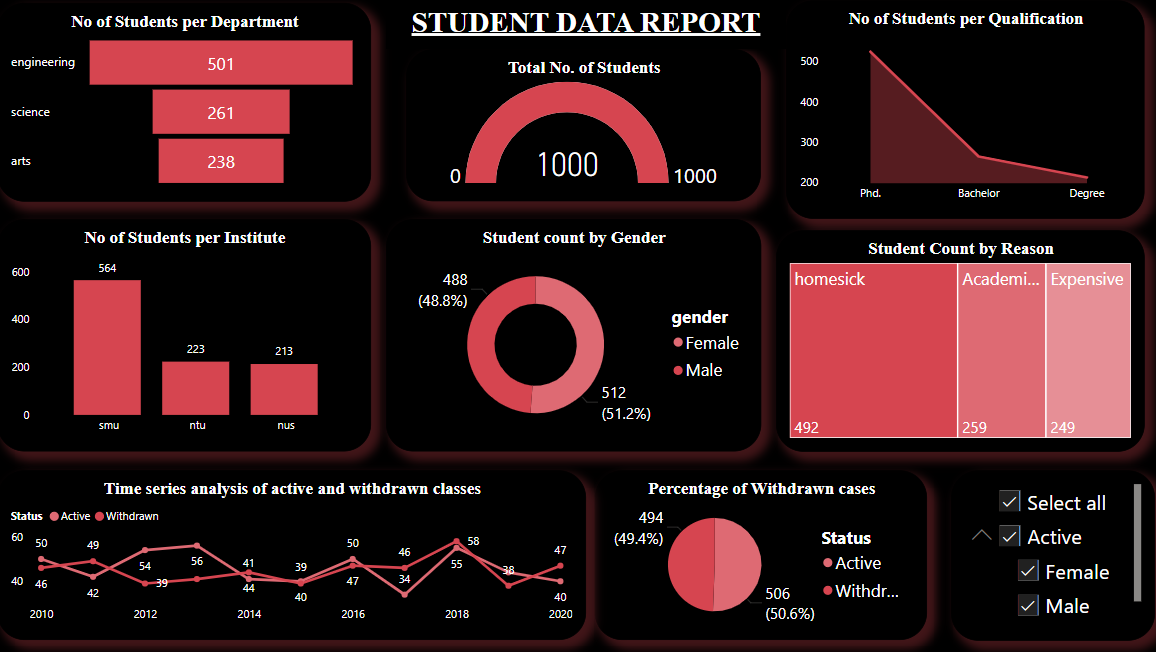 No of Students per Department
engineering
501
science
261
arts
238
STUDENT DATA REPORT
Total No. of Students
0
1000
1000
No of Students per Qualification
500
400
300
200
Phd.
Bachelor
Degree
No of Students per Institute
600
400
200
0
564
223
213
smu
ntu
nus
Student count by Gender
488
(48.8%)
512
(51.2%)
gender
Female
Male
Student Count by Reason
homesick
492
Academi...
259
Expensive
249
Time series analysis of active and withdrawn classes
Status Active Withdrawn
60
40
50
46
49
42
54
39
56
41
44
39
40
50
47
46
34
58
55
38
47
40
2010
2012
2014
2016
2018
2020
Percentage of Withdrawn cases
494
(49.4%)
506
(50.6%)
Status
Active
Withdr...
Select all
Active
Female
Male